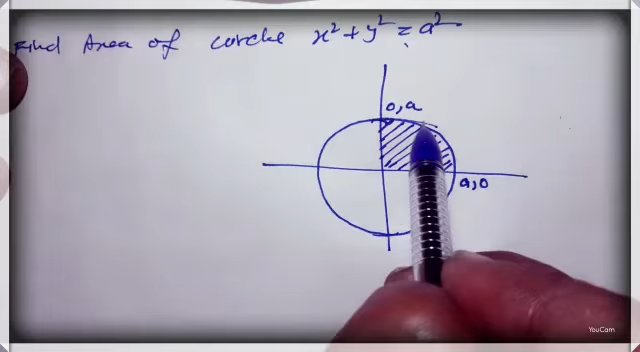 Find Area of circle x² + y² = a²
0,a
a,0
YouCam